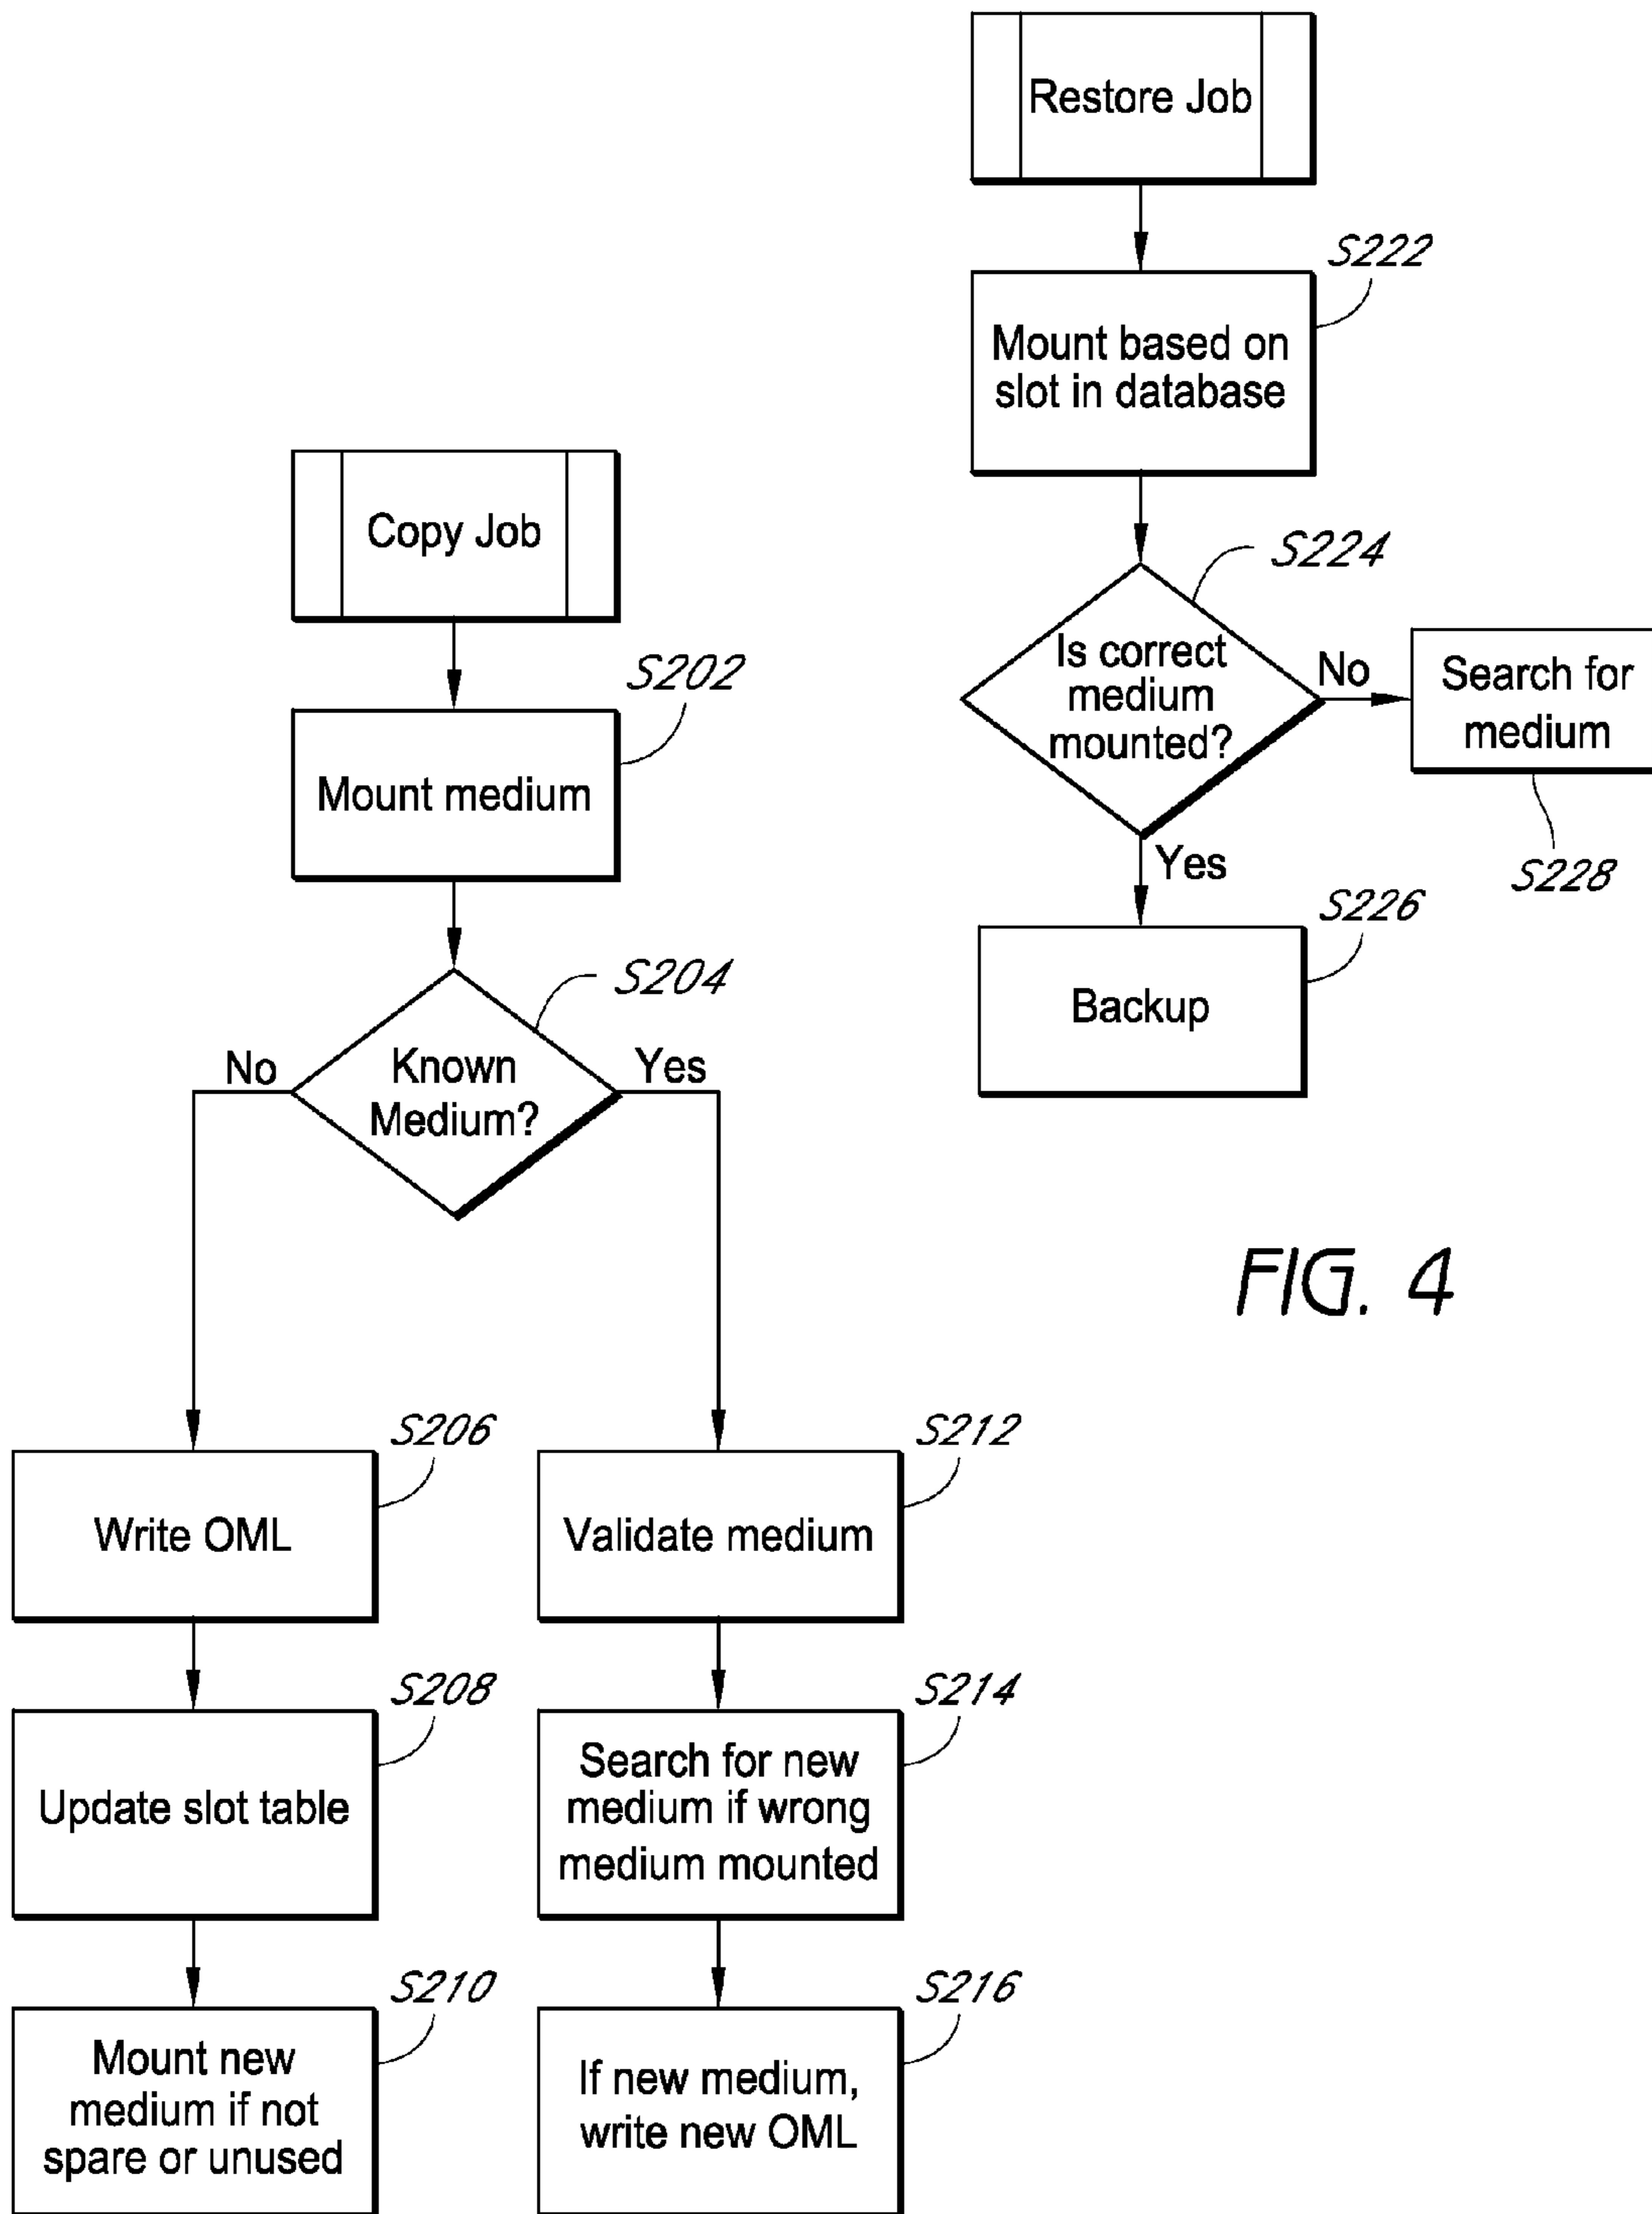 Restore Job
S222
Mount based on
slot in database
S224
Is correct
medium
mounted?
No
Search for
medium
S228
Yes
S226
Backup
Copy Job
S202
Mount medium
S204
Known
Medium?
No
Yes
S206
Write OML
S208
Update slot table
S210
Mount new
medium if not
spare or unused
S212
Validate medium
S214
Search for new
medium if wrong
medium mounted
S216
If new medium,
write new OML
FIG. 4